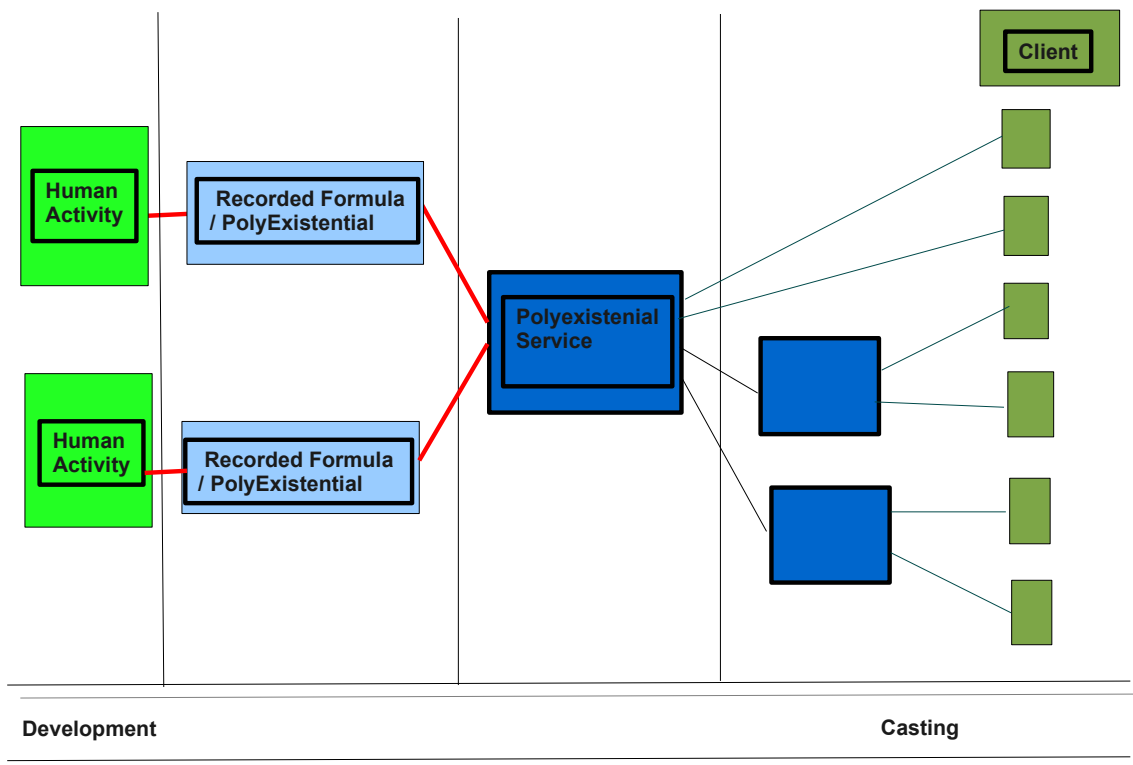 Client
Human
Activity
Recorded Formula
/ PolyExistential
Polyexistenial
Service
Human
Activity
Recorded Formula
/ PolyExistential
Development
Casting